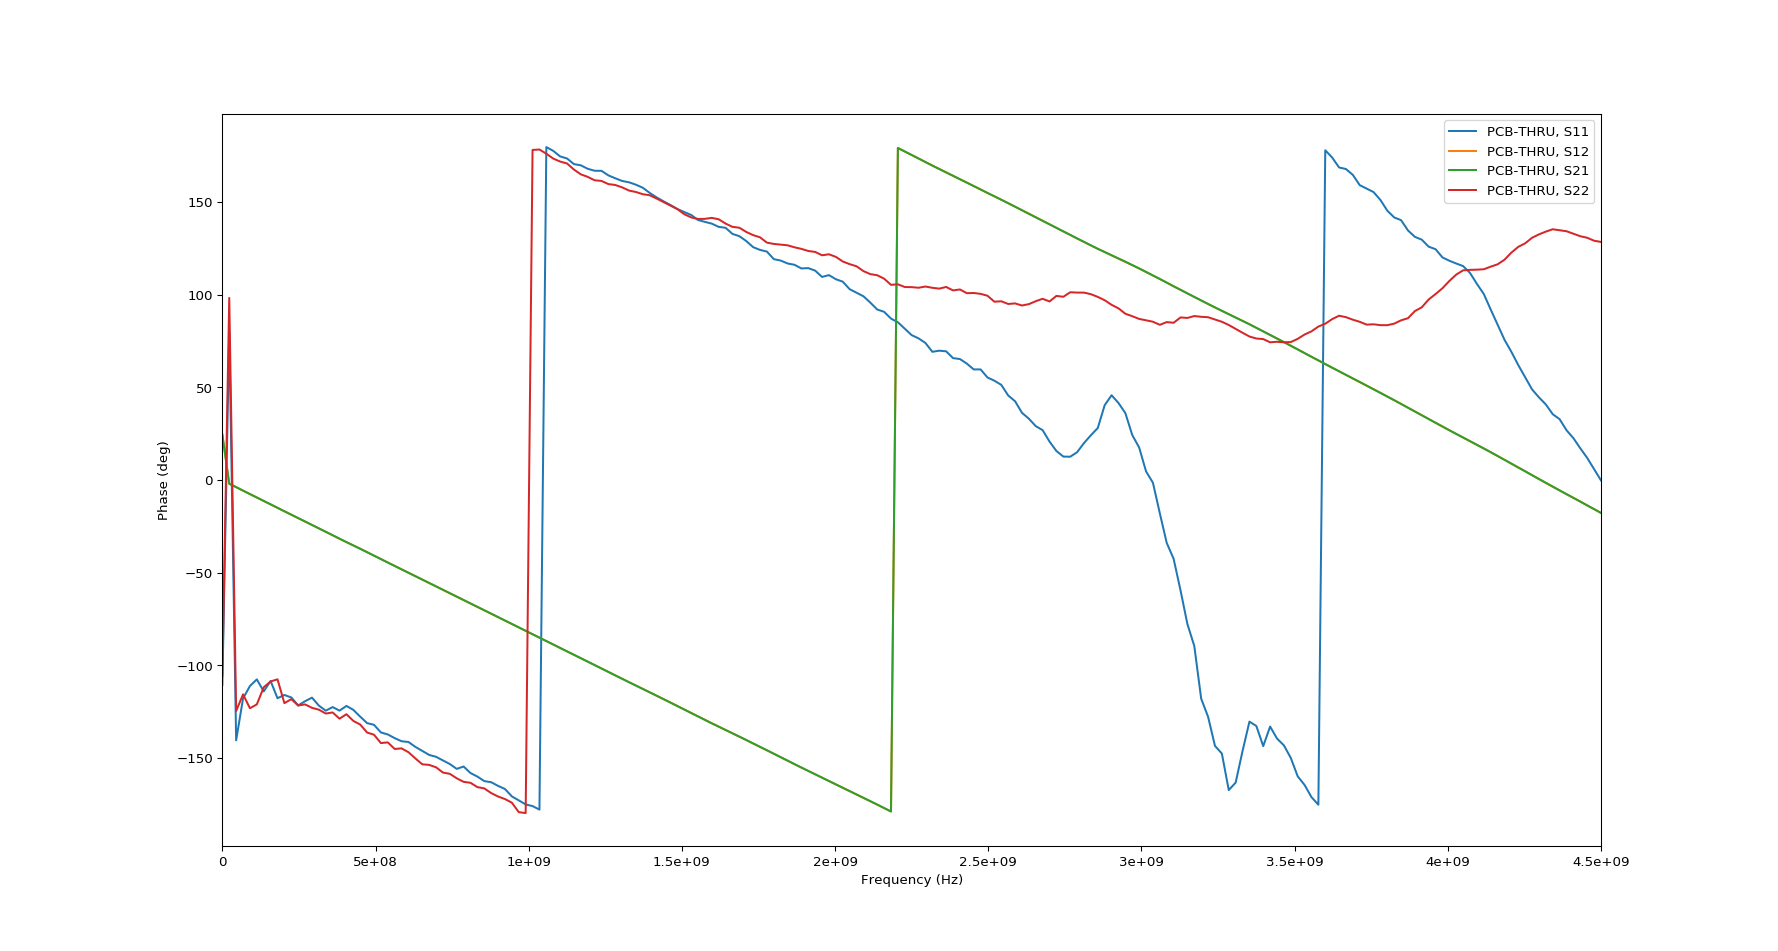 PCB-THRU, S11
PCB-THRU, S12
PCB-THRU, S21
PCB-THRU, S22
150
100
50
0
−50
−100
−150
Phase (deg)
0 5e+08 1e+09 1.5e+09 2e+09 2.5e+09 3e+09 3.5e+09 4e+09 4.5e+09
Frequency (Hz)